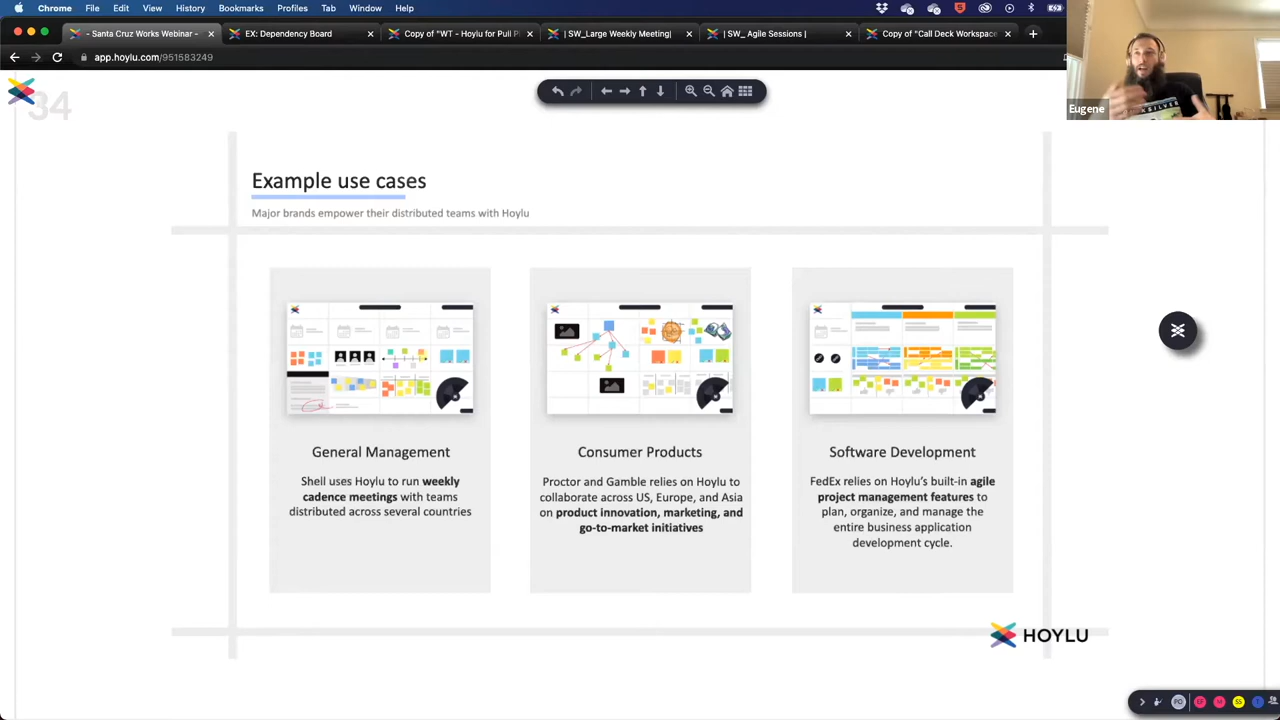 Chrome File Edit View History Bookmarks Profiles Tab Window Help
- Santa Cruz Works Webinar - EX: Dependency Board Copy of "WT - Hoylu for Pull Pl | SW_Large Weekly Meeting| | SW_ Agile Sessions | Copy of "Call Deck Workspace
app.hoylu.com/951583249
34
Eugene
Example use cases
Major brands empower their distributed teams with Hoylu
General Management
Shell uses Hoylu to run weekly
cadence meetings with teams
distributed across several countries
Consumer Products
Proctor and Gamble relies on Hoylu to
collaborate across US, Europe, and Asia
on product innovation, marketing, and
go-to-market initiatives
Software Development
FedEx relies on Hoylu's built-in agile
project management features to
plan, organize, and manage the
entire business application
development cycle.
HOYLU